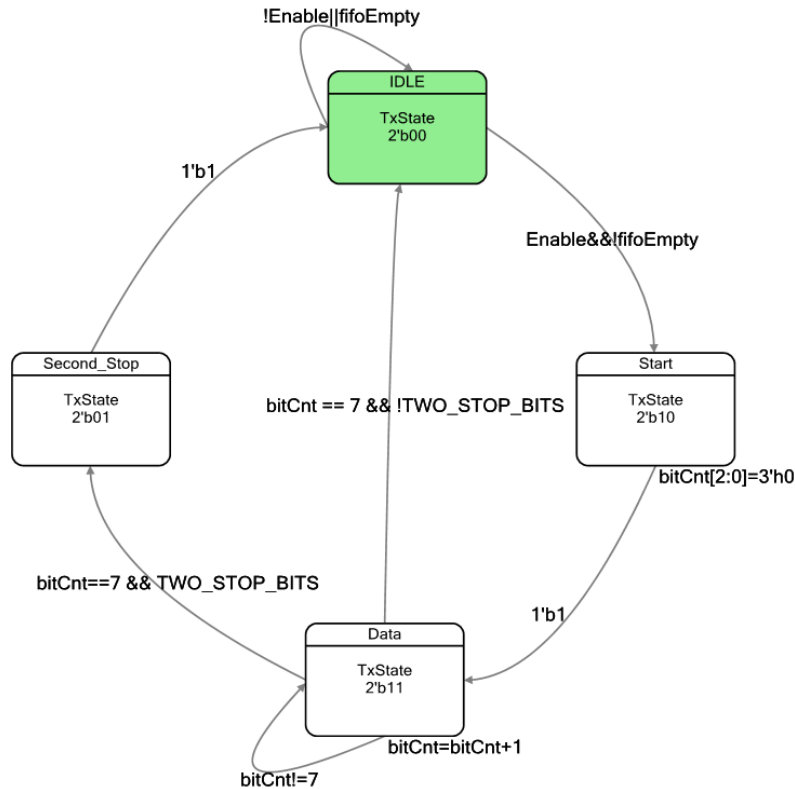 !Enable||fifoEmpty
IDLE
TxState
2'b00
1'b1
Enable&&!fifoEmpty
Second_Stop
TxState
2'b01
Start
TxState
2'b10
bitCnt == 7 && !TWO_STOP_BITS
bitCnt[2:0]=3'h0
bitCnt==7 && TWO_STOP_BITS
1'b1
Data
TxState
2'b11
bitCnt=bitCnt+1
bitCnt!=7